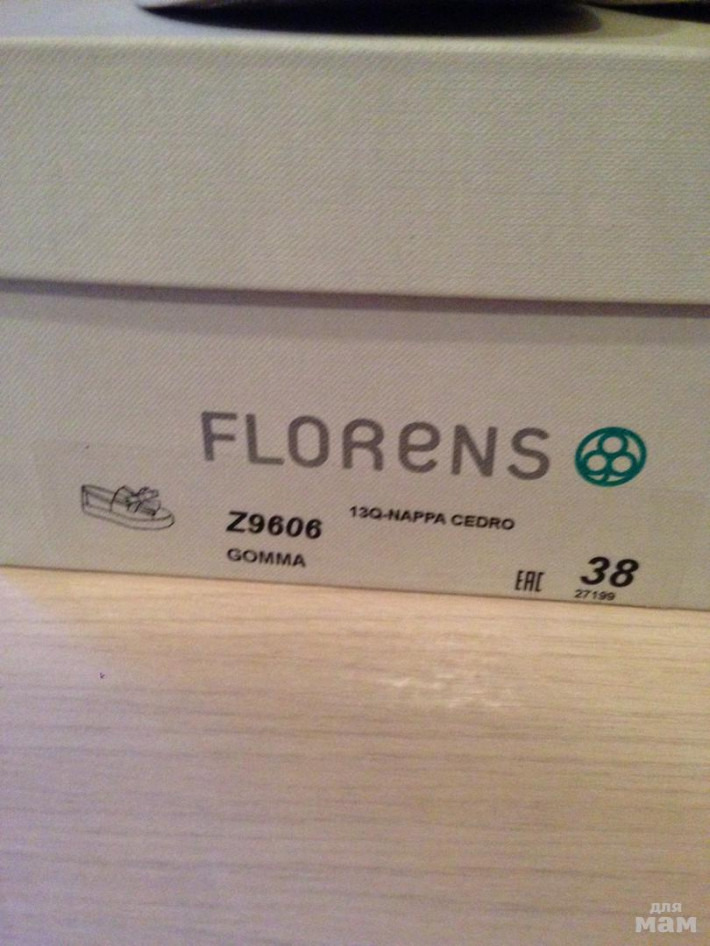 FLORENS
Z9606 13Q-NAPPA CEDRO
GOMMA
EAC 38
27199
для
мам